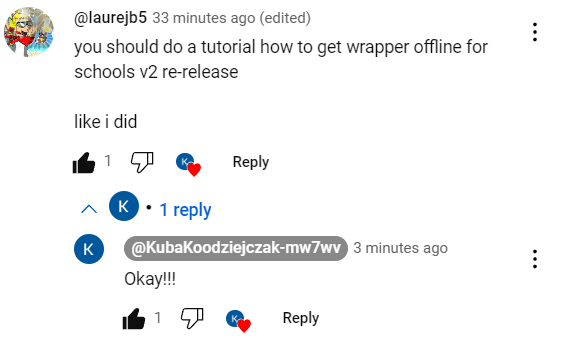 @laurejb5 33 minutes ago (edited)
you should do a tutorial how to get wrapper offline for
schools v2 re-release
like i did
1 K Reply
K • 1 reply
K @KubaKoodziejczak-mw7wv 3 minutes ago
Okay!!!
1 K Reply